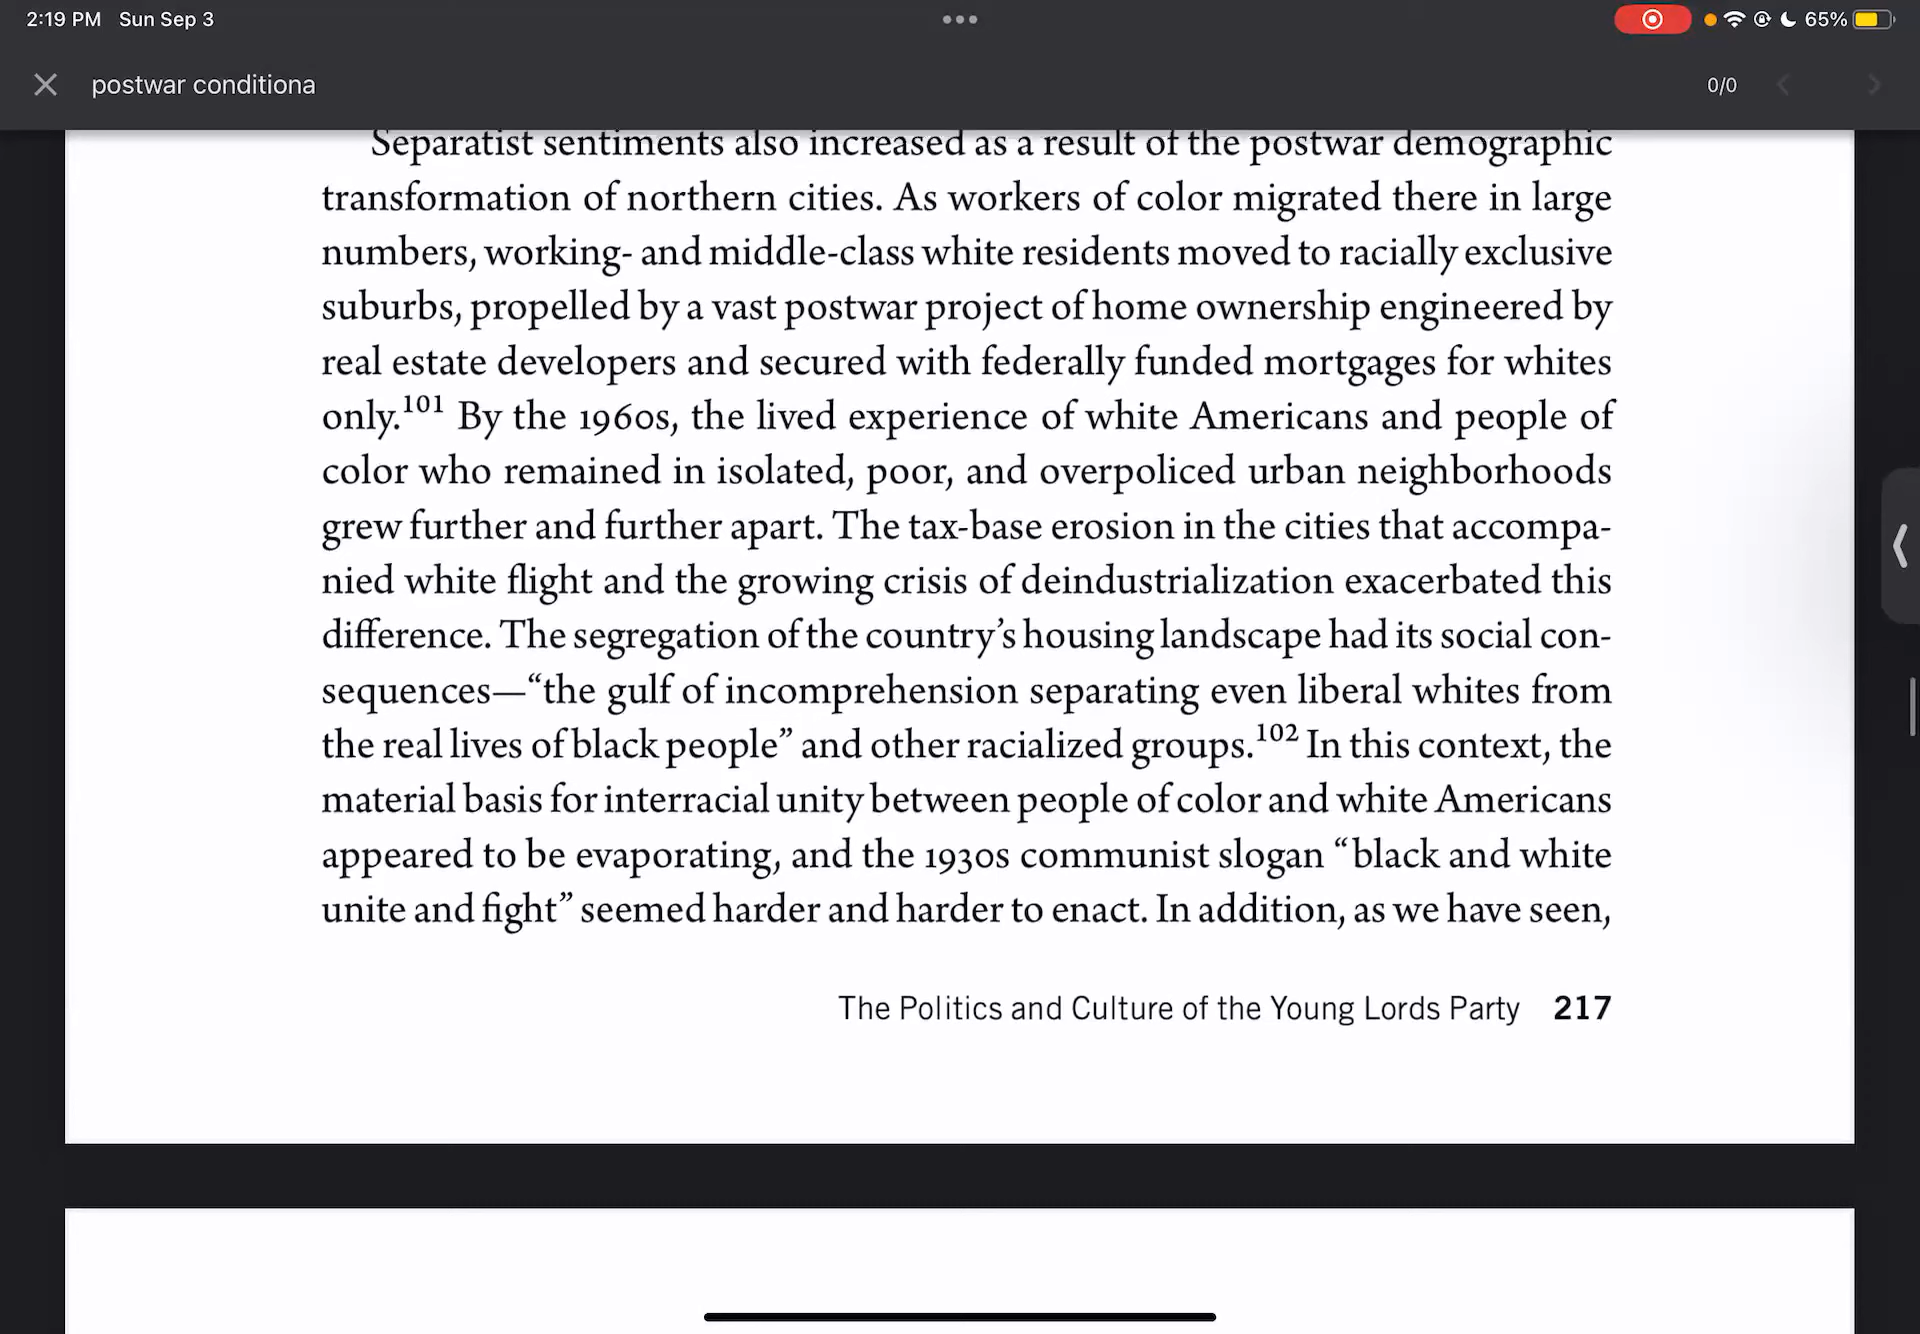 2:19 PM Sun Sep 3
65%
postwar conditiona
0/0
Separatist sentiments also increased as a result of the postwar demographic
transformation of northern cities. As workers of color migrated there in large
numbers, working- and middle-class white residents moved to racially exclusive
suburbs, propelled by a vast postwar project of home ownership engineered by
real estate developers and secured with federally funded mortgages for whites
only.101 By the 1960s, the lived experience of white Americans and people of
color who remained in isolated, poor, and overpoliced urban neighborhoods
grew further and further apart. The tax-base erosion in the cities that accompa-
nied white flight and the growing crisis of deindustrialization exacerbated this
difference. The segregation of the country’s housing landscape had its social con-
sequences—“the gulf of incomprehension separating even liberal whites from
the real lives of black people” and other racialized groups.102 In this context, the
material basis for interracial unity between people of color and white Americans
appeared to be evaporating, and the 1930s communist slogan “black and white
unite and fight” seemed harder and harder to enact. In addition, as we have seen,
The Politics and Culture of the Young Lords Party 217